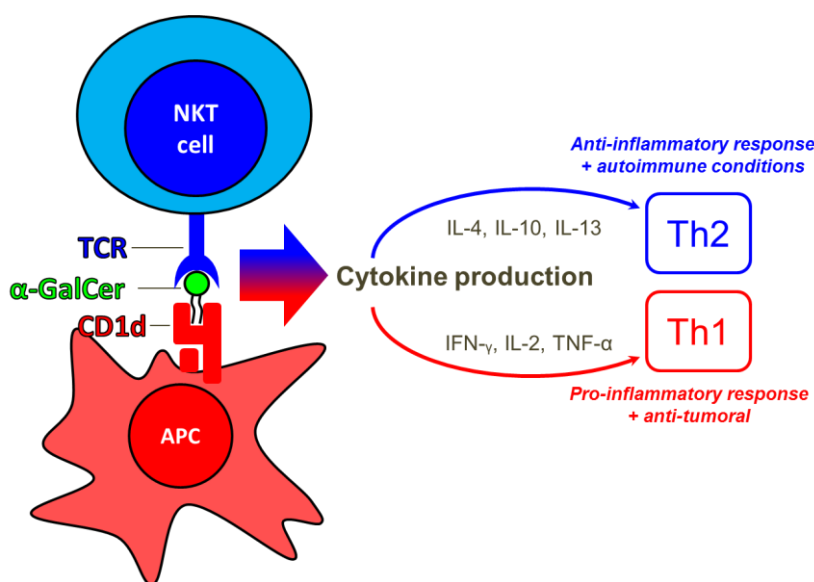 NKT
cell
TCR
α-GalCer
CD1d
APC
Cytokine production
IL-4, IL-10, IL-13
IFN-γ, IL-2, TNF-α
Anti-inflammatory response
+ autoimmune conditions
Th2
Th1
Pro-inflammatory response
+ anti-tumoral